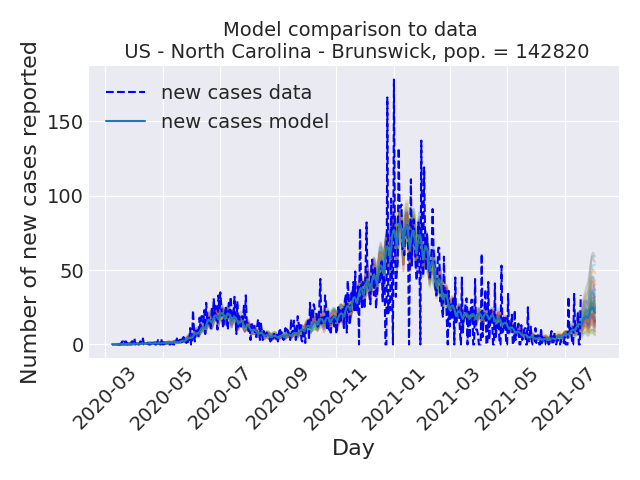 Model comparison to data
US - North Carolina - Brunswick, pop. = 142820
Number of new cases reported
new cases data
new cases model
150
100
50
0
2020-03
2020-05
2020-07
2020-09
2020-11
2021-01
2021-03
2021-05
2021-07
Day